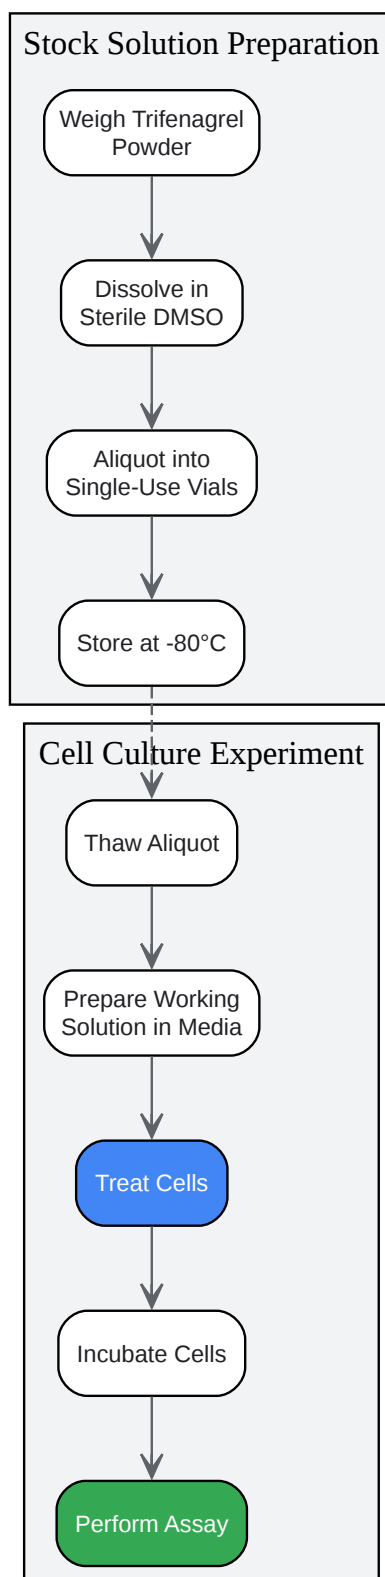 Stock Solution Preparation
Weigh Trifenagrel
Powder
Dissolve in
Sterile DMSO
Aliquot into
Single-Use Vials
Store at -80°C
Cell Culture Experiment
Thaw Aliquot
Prepare Working
Solution in Media
Treat Cells
Incubate Cells
Perform Assay